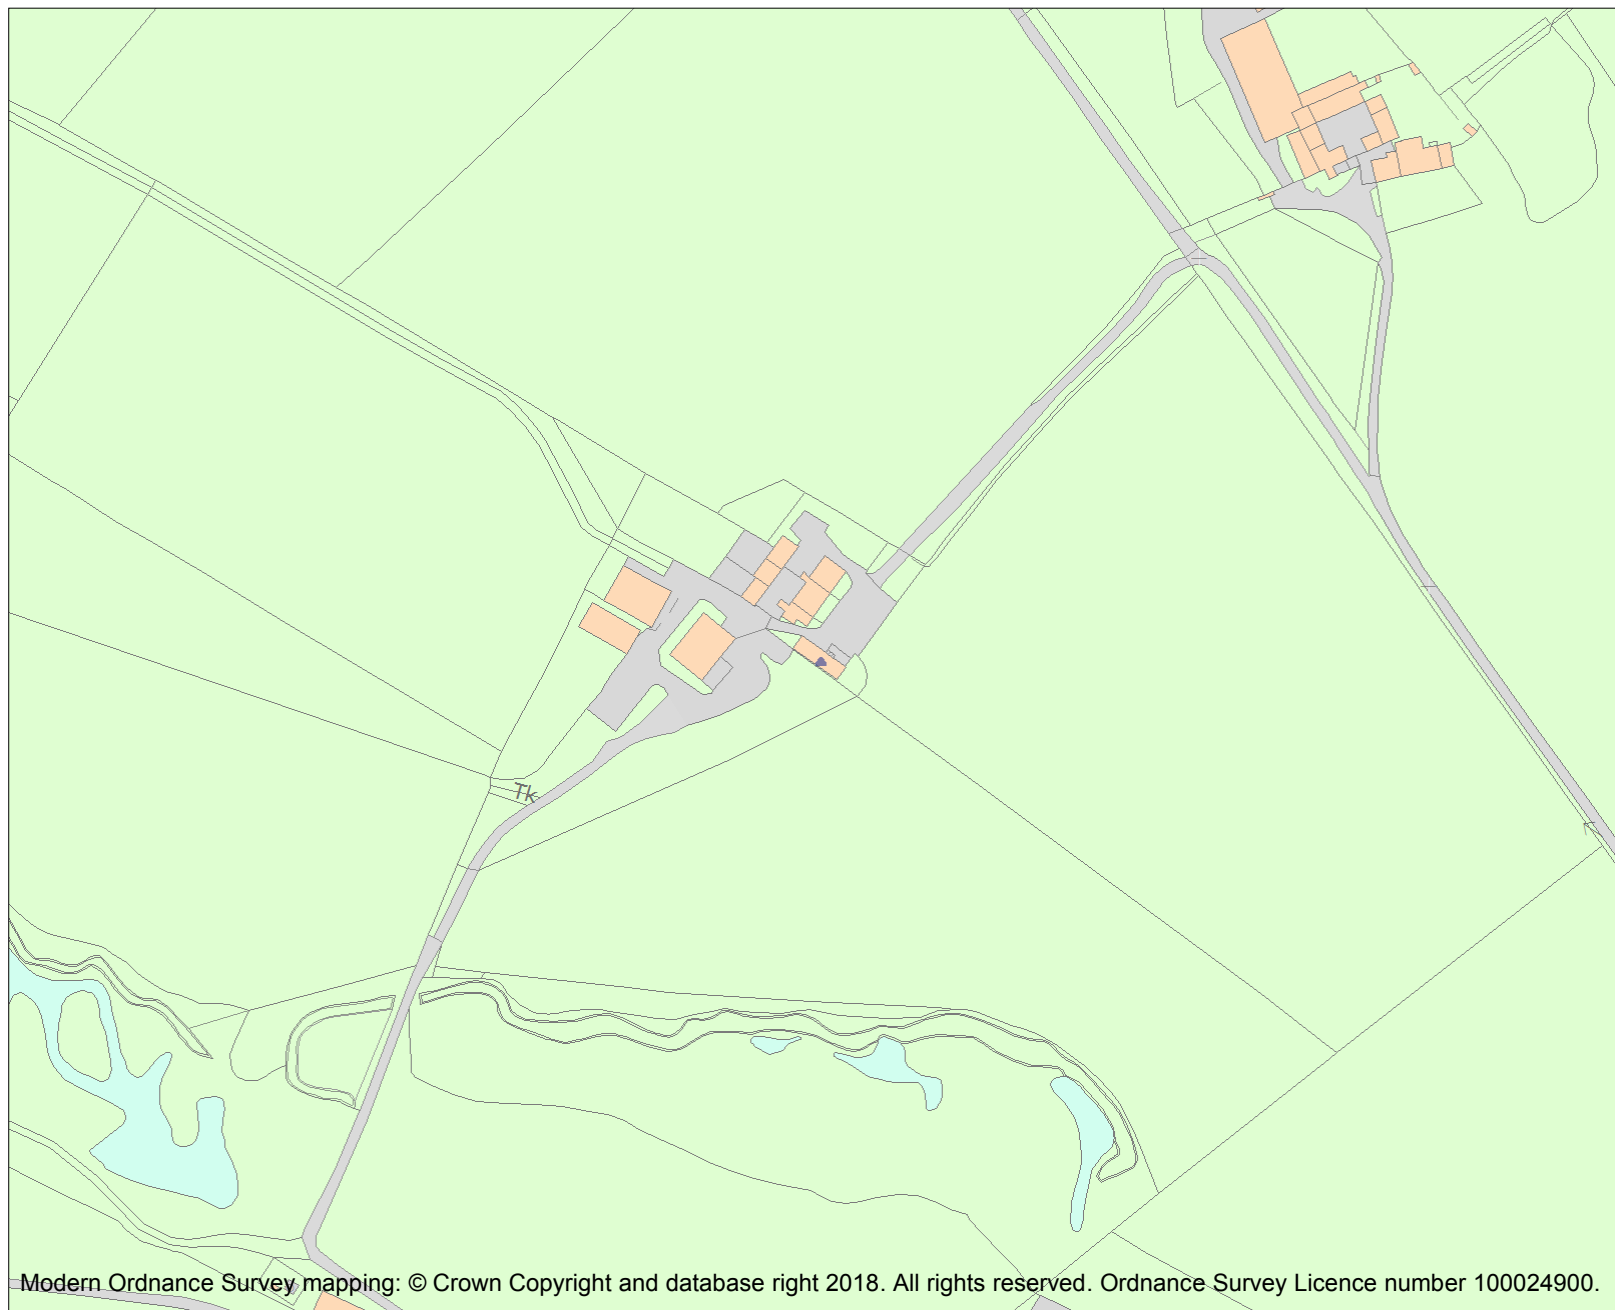 Tk
Modern Ordnance Survey mapping: © Crown Copyright and database right 2018. All rights reserved. Ordnance Survey Licence number 100024900.